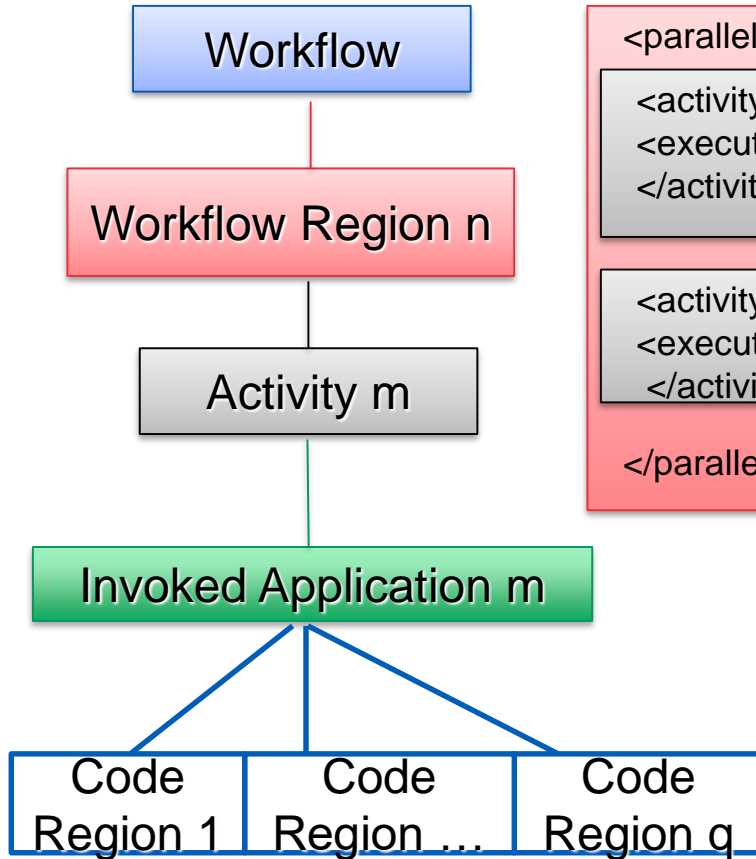 Workflow
Workflow Region n
Activity m
Invoked Application m
Code
Region 1
Code
Region …
Code
Region q
<parallel
<activity
<execut
</activit
<activity
<execut
</activi
</paralle